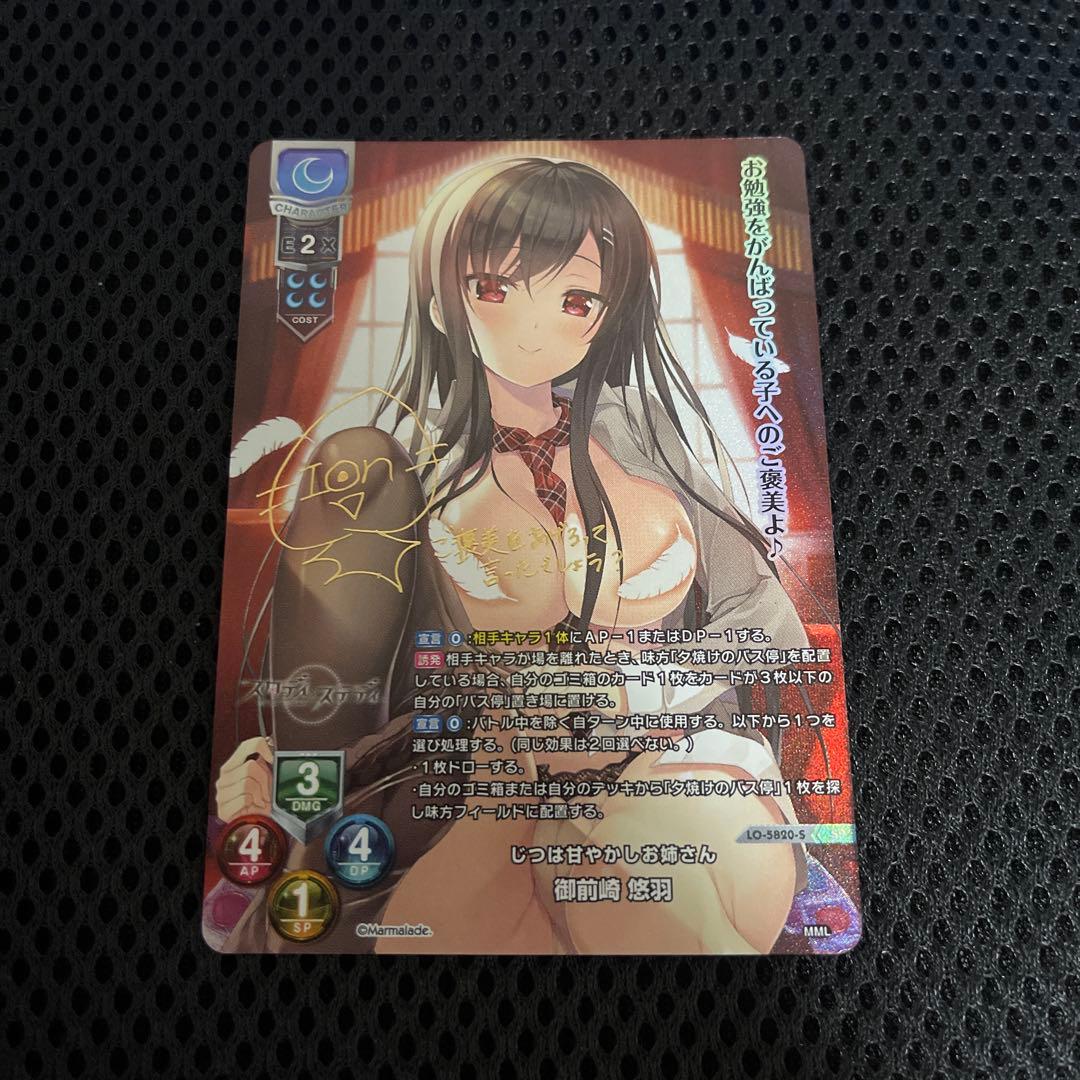 CHARACTER
E 2 X
COST
お勉強をがんばっている子へのご褒美よ♪
ご褒美をあげるって
言ったでしょう?
宣言 0:相手キャラ1体にAP-1またはDP-1する。
誘発 相手キャラが場を離れたとき、味方「夕焼けのバス停」を配置
している場合、自分のゴミ箱のカード1枚をカードが3枚以下の
自分の「バス停」置き場に置ける。
宣言 0:バトル中を除く自ターン中に使用する。以下から1つを
選び処理する。(同じ効果は2回選べない。)
・1枚ドローする。
・自分のゴミ箱または自分のデッキから「夕焼けのバス停」1枚を探
し味方フィールドに配置する。
スタディ ステディ
3
DMG
4
AP
4
DP
1
SP
LO-5820-S
じつは甘やかしお姉さん
御前崎 悠羽
©Marmalade.
MML